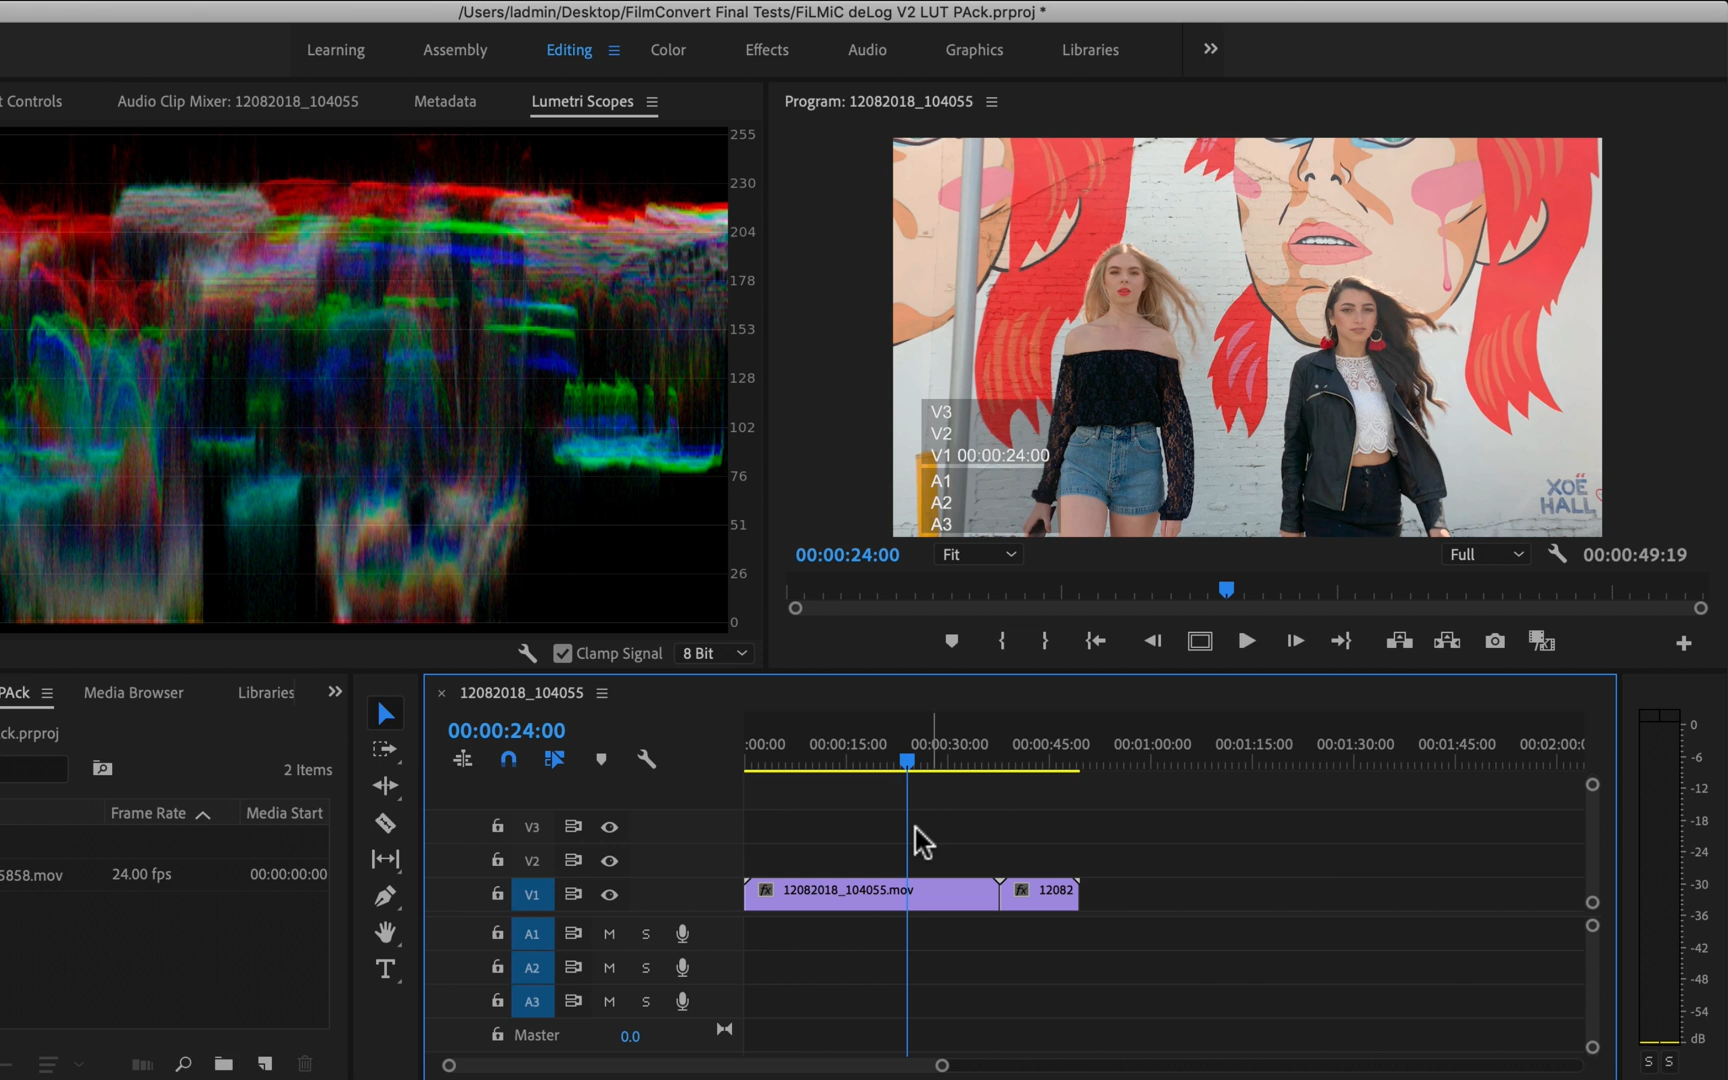 /Users/ladmin/Desktop/FilmConvert Final Tests/FiLMiC deLog V2 LUT PAck.prproj *
Learning Assembly Editing Color Effects Audio Graphics Libraries
t Controls Audio Clip Mixer: 12082018_104055 Metadata Lumetri Scopes
Program: 12082018_104055
255
230
204
178
153
128
102
76
51
26
0
V3
V2
V1 00:00:24:00
A1
A2
A3
XOË
HALL
00:00:24:00 Fit Full 00:00:49:19
Clamp Signal 8 Bit
PAck Media Browser Libraries
ck.prproj
2 Items
Frame Rate Media Start
5858.mov 24.00 fps 00:00:00:00
× 12082018_104055
00:00:24:00
:00:00 00:00:15:00 00:00:30:00 00:00:45:00 00:01:00:00 00:01:15:00 00:01:30:00 00:01:45:00 00:02:00:0
V3
V2
V1 fx 12082018_104055.mov fx 12082
A1 M S
A2 M S
A3 M S
Master 0.0
T
0
-6
-12
-18
-24
-30
-36
-42
-48
-54
dB
S S